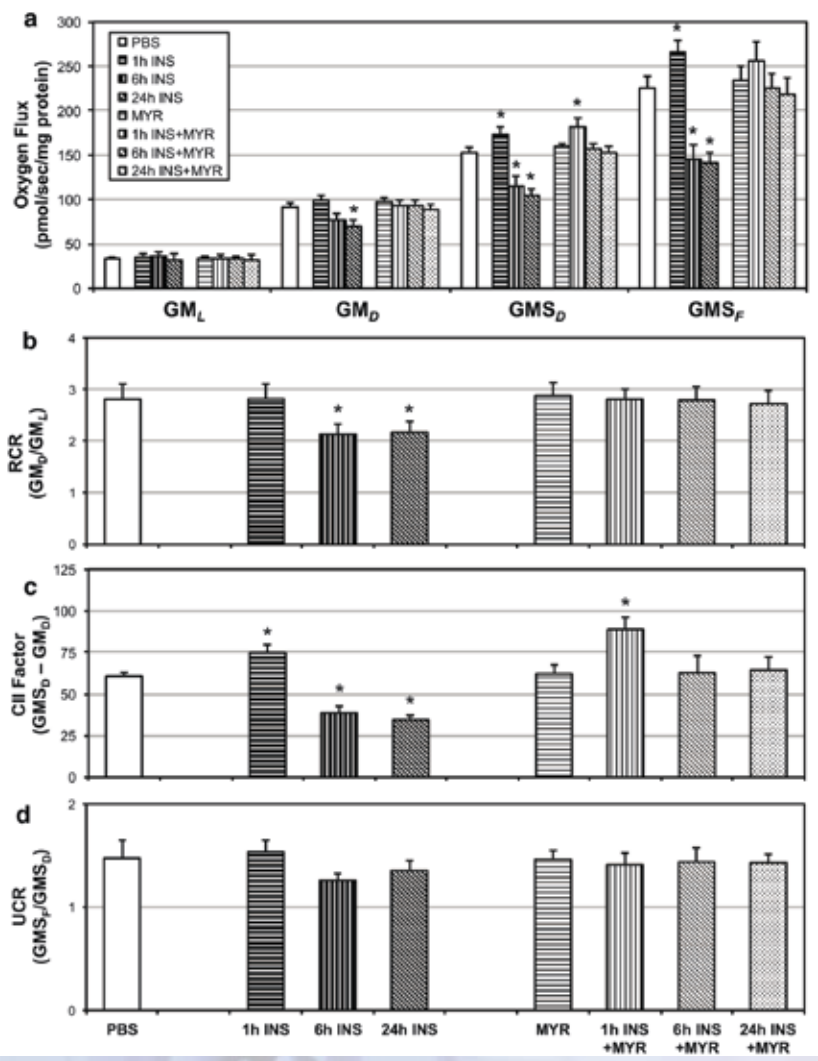 a
300
250
200
150
100
50
0
Oxygen Flux
(pmol/sec/mg protein)
PBS
1h INS
6h INS
24h INS
MYR
1h INS+MYR
6h INS+MYR
24h INS+MYR
* * * * * * * *
GM_L GM_D GMS_D GMS_F
b
4
3
2
1
0
RCR
(GM_D/GM_L)
* *
c
125
100
75
50
25
0
CII Factor
(GMS_D – GM_D)
* * * *
d
2
1
0
UCR
(GMS_F/GMS_D)
PBS 1h INS 6h INS 24h INS MYR 1h INS 6h INS 24h INS
+MYR +MYR +MYR